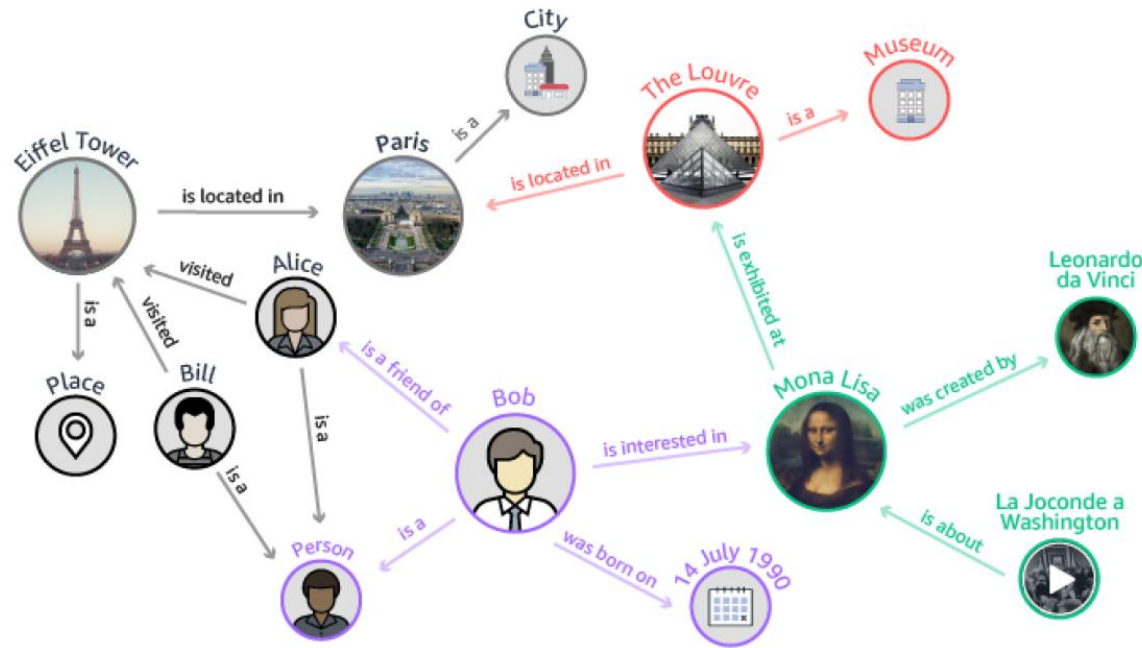 City
is a
The Louvre
Museum
is a
Eiffel Tower
Paris
is located in
is located in
visited
Alice
is a
visited
is exhibited at
Leonardo
da Vinci
Place
Bill
is a friend of
Bob
Mona Lisa
was created by
is a
is interested in
is a
La Joconde a
Washington
is about
Person
is a
was born on
14 July 1990